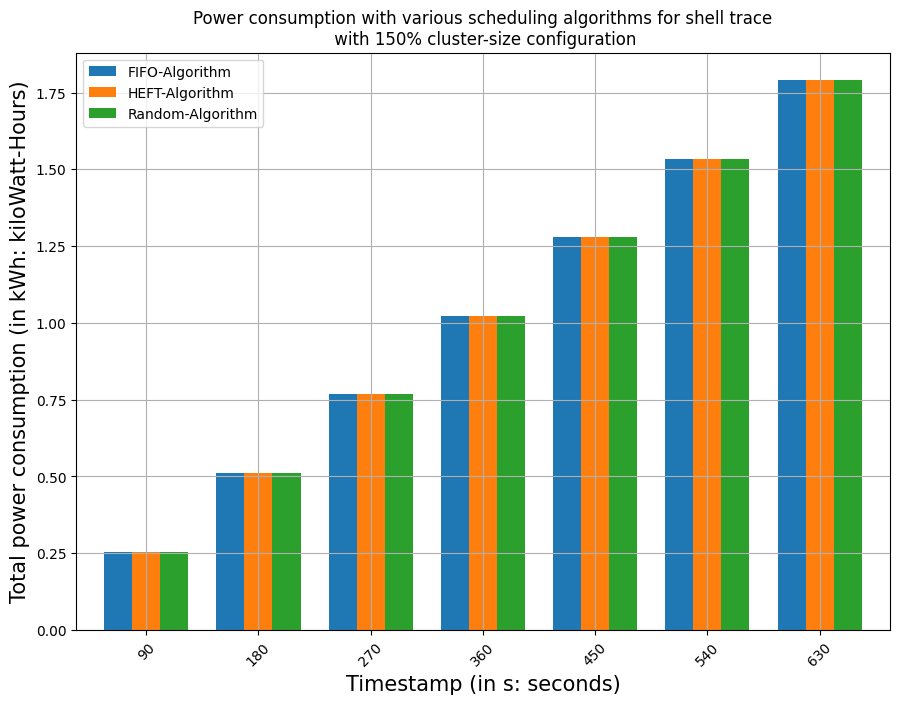 Power consumption with various scheduling algorithms for shell trace
with 150% cluster-size configuration
FIFO-Algorithm
HEFT-Algorithm
Random-Algorithm
Total power consumption (in kWh: kiloWatt-Hours)
1.75
1.50
1.25
1.00
0.75
0.50
0.25
0.00
90 180 270 360 450 540 630
Timestamp (in s: seconds)